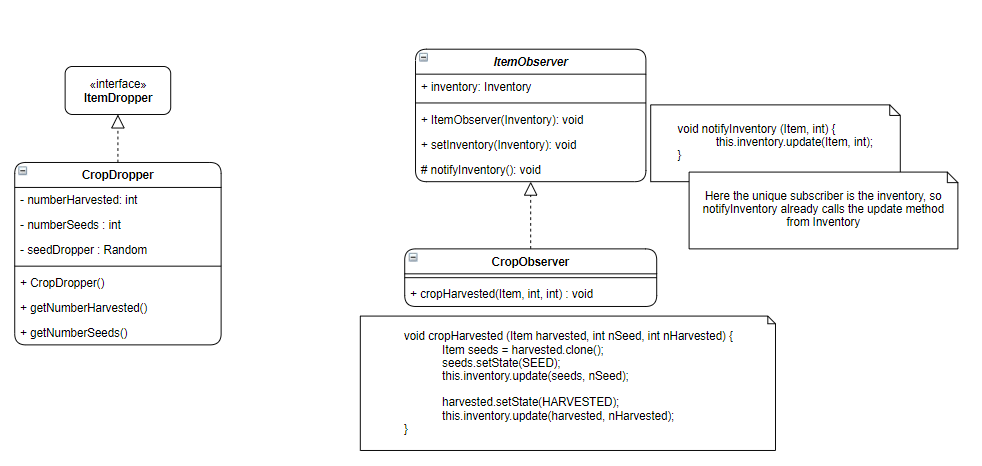 «interface»
ItemDropper
CropDropper
- numberHarvested: int
- numberSeeds : int
- seedDropper : Random
+ CropDropper()
+ getNumberHarvested()
+ getNumberSeeds()
ItemObserver
+ inventory: Inventory
+ ItemObserver(Inventory): void
+ setInventory(Inventory): void
# notifyInventory(): void
void notifyInventory (Item, int) {
this.inventory.update(Item, int);
}
Here the unique subscriber is the inventory, so
notifyInventory already calls the update method
from Inventory
CropObserver
+ cropHarvested(Item, int, int) : void
void cropHarvested (Item harvested, int nSeed, int nHarvested) {
Item seeds = harvested.clone();
seeds.setState(SEED);
this.inventory.update(seeds, nSeed);
harvested.setState(HARVESTED);
this.inventory.update(harvested, nHarvested);
}